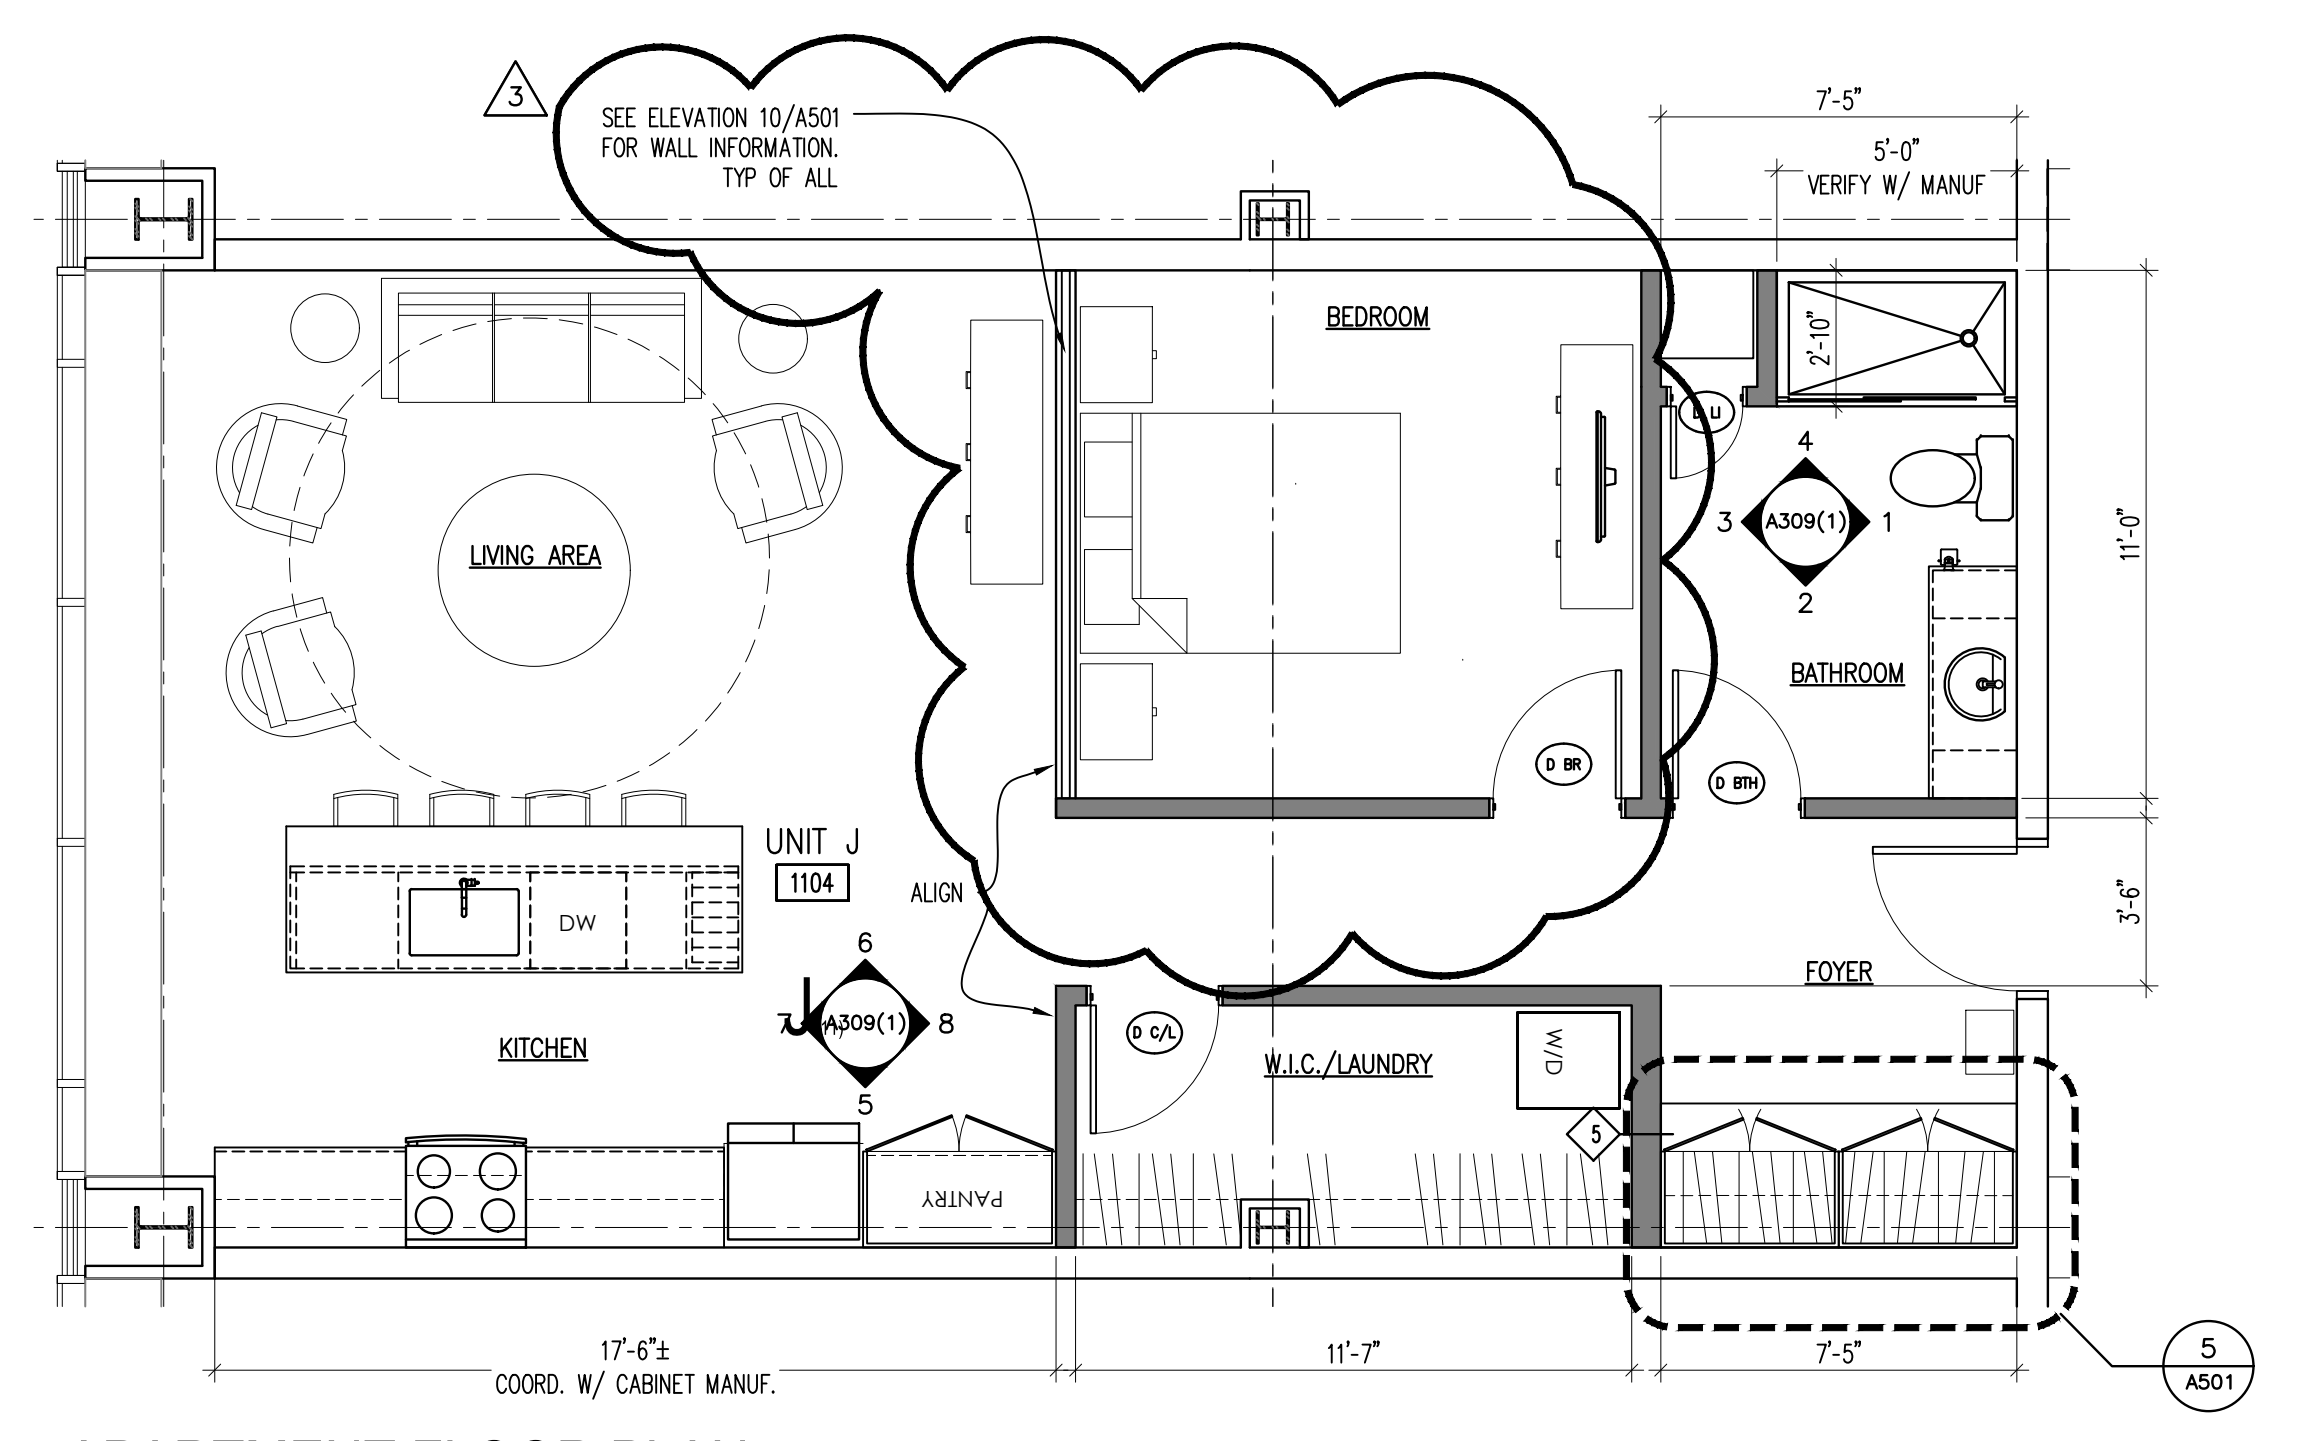 3
SEE ELEVATION 10/A501
FOR WALL INFORMATION.
TYP OF ALL
7'-5"
5'-0"
VERIFY W/ MANUF
BEDROOM
2'-10"
D LI
4
3
A309(1)
1
2
11'-0"
LIVING AREA
BATHROOM
D BR
D BTH
UNIT J
1104
ALIGN
DW
3'-6"
6
7
J
A309(1)
8
5
FOYER
KITCHEN
D C/L
W.I.C./LAUNDRY
W/D
5
PANTRY
17'-6"±
COORD. W/ CABINET MANUF.
11'-7"
7'-5"
5
A501